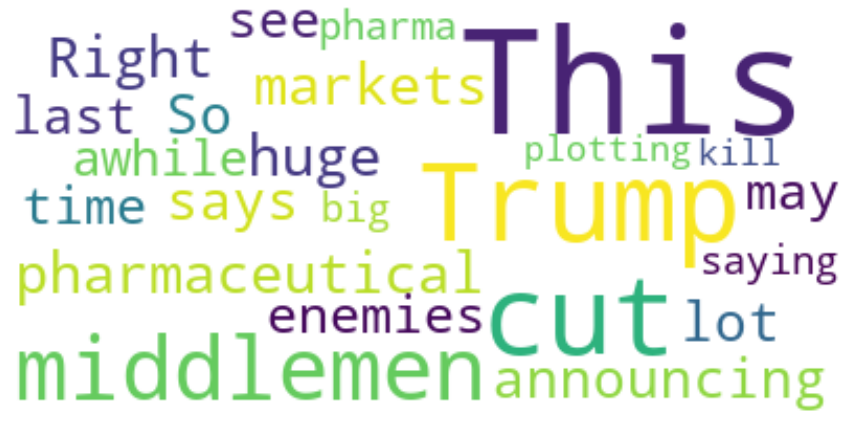 see pharma This
Right markets
last So
awhile huge plotting kill
time says big Trump may
pharmaceutical saying
enemies cut lot
middlemen announcing